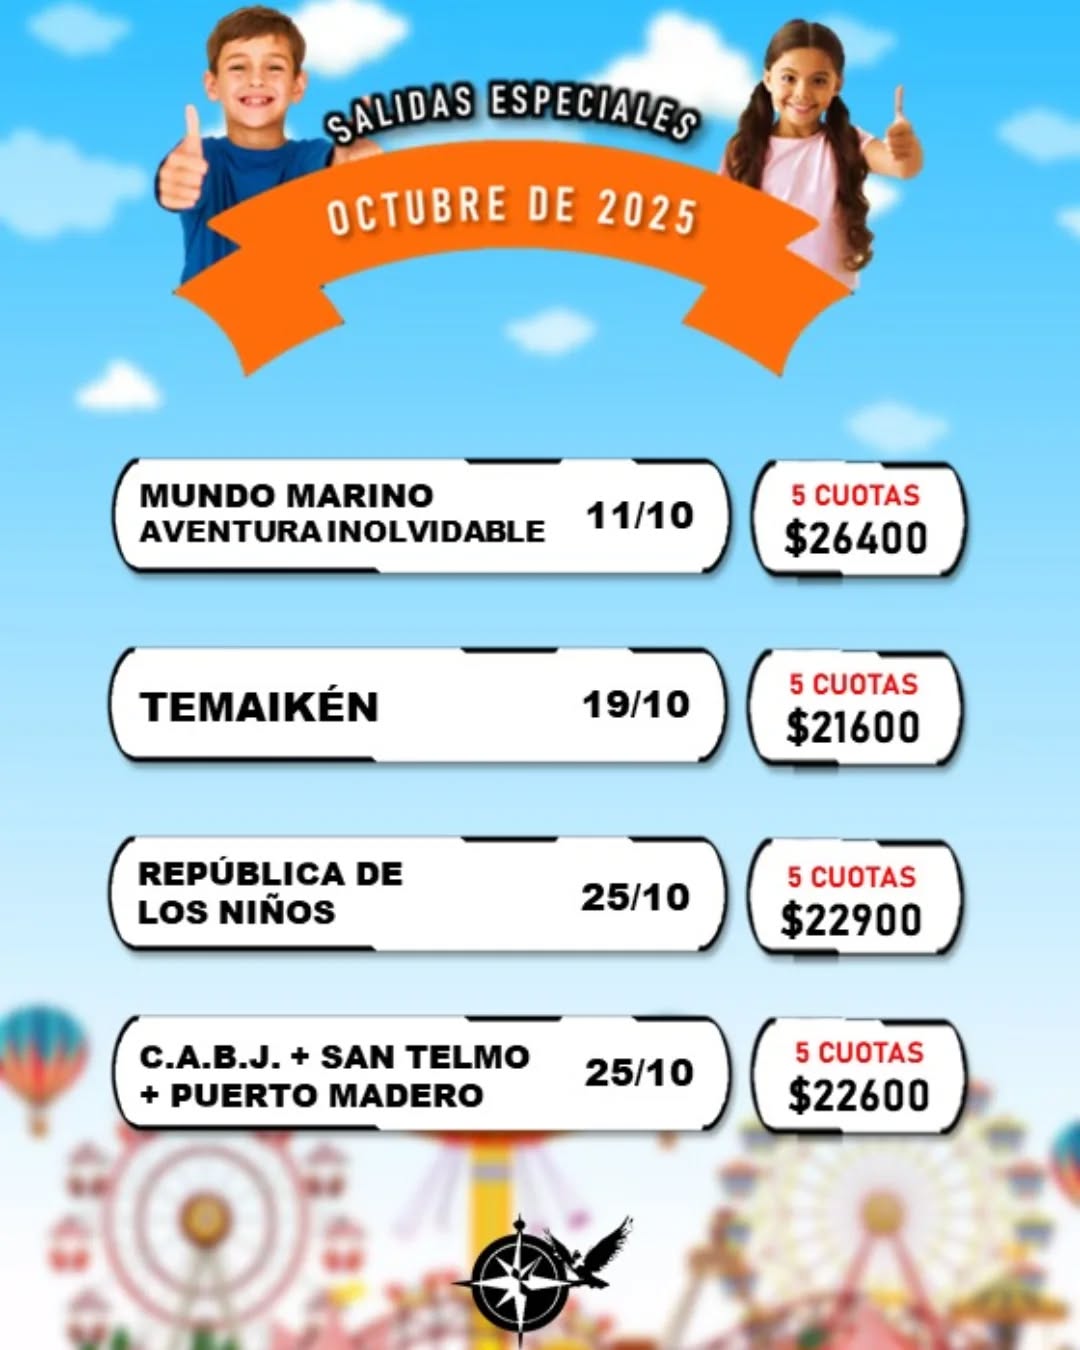 SALIDAS ESPECIALES
OCTUBRE DE 2025
MUNDO MARINO
AVENTURA INOLVIDABLE
11/10
5 CUOTAS
$26400
TEMAIKÉN
19/10
5 CUOTAS
$21600
REPÚBLICA DE
LOS NIÑOS
25/10
5 CUOTAS
$22900
C.A.B.J. + SAN TELMO
+ PUERTO MADERO
25/10
5 CUOTAS
$22600